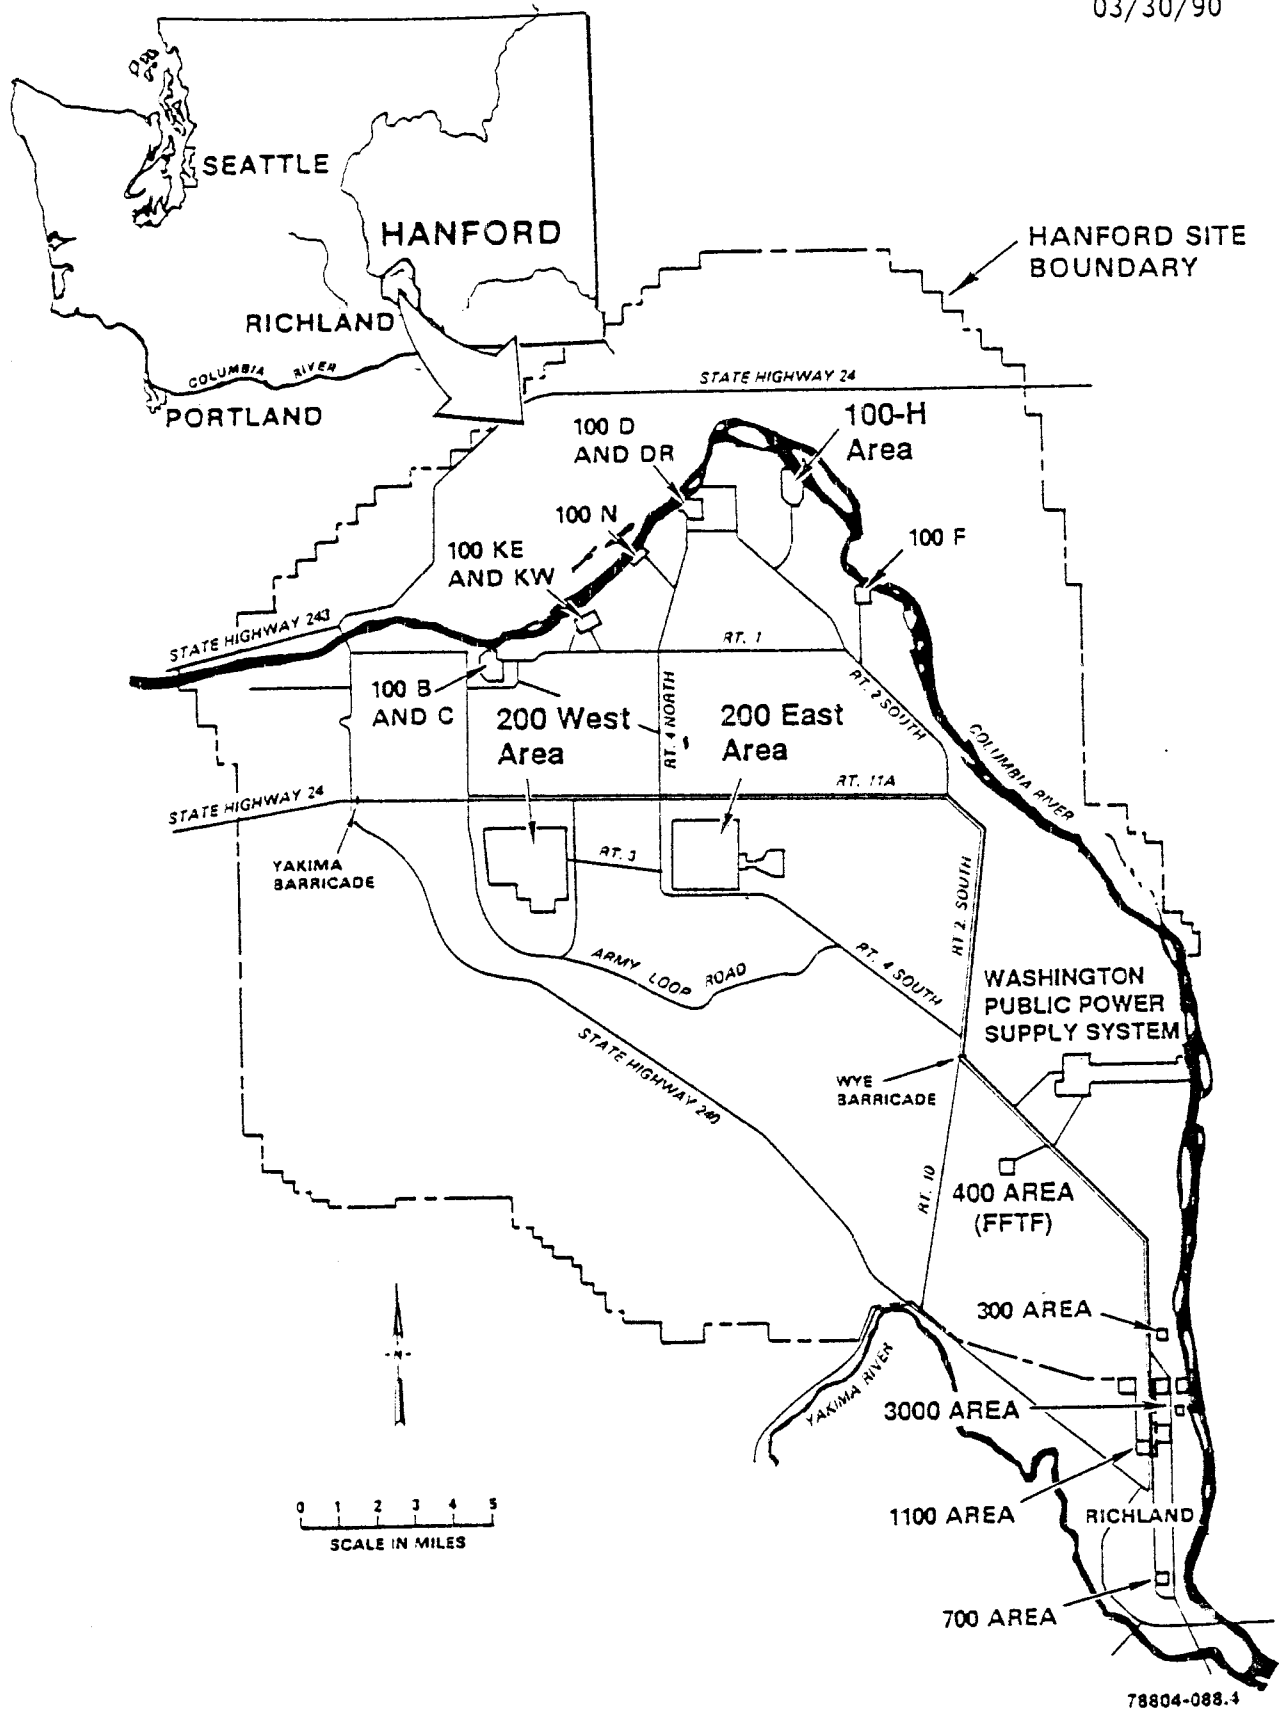 03/30/90
SEATTLE
HANFORD
HANFORD SITE
BOUNDARY
RICHLAND
COLUMBIA RIVER
PORTLAND
STATE HIGHWAY 24
100-H
Area
100 D
AND DR
100 N
100 F
100 KE
AND KW
STATE HIGHWAY 243
RT. 1
100 B
AND C
RT. 4 NORTH
RT. 2 SOUTH
200 West
Area
200 East
Area
COLUMBIA RIVER
RT. 11A
STATE HIGHWAY 24
YAKIMA
BARRICADE
RT. 3
RT 2. SOUTH
ARMY LOOP ROAD
RT. 4 SOUTH
WASHINGTON
PUBLIC POWER
SUPPLY SYSTEM
STATE HIGHWAY 240
WYE
BARRICADE
RT. 10
400 AREA
(FFTF)
300 AREA
-N-
YAKIMA RIVER
3000 AREA
0 1 2 3 4 5
SCALE IN MILES
1100 AREA
RICHLAND
700 AREA
78804-088.4